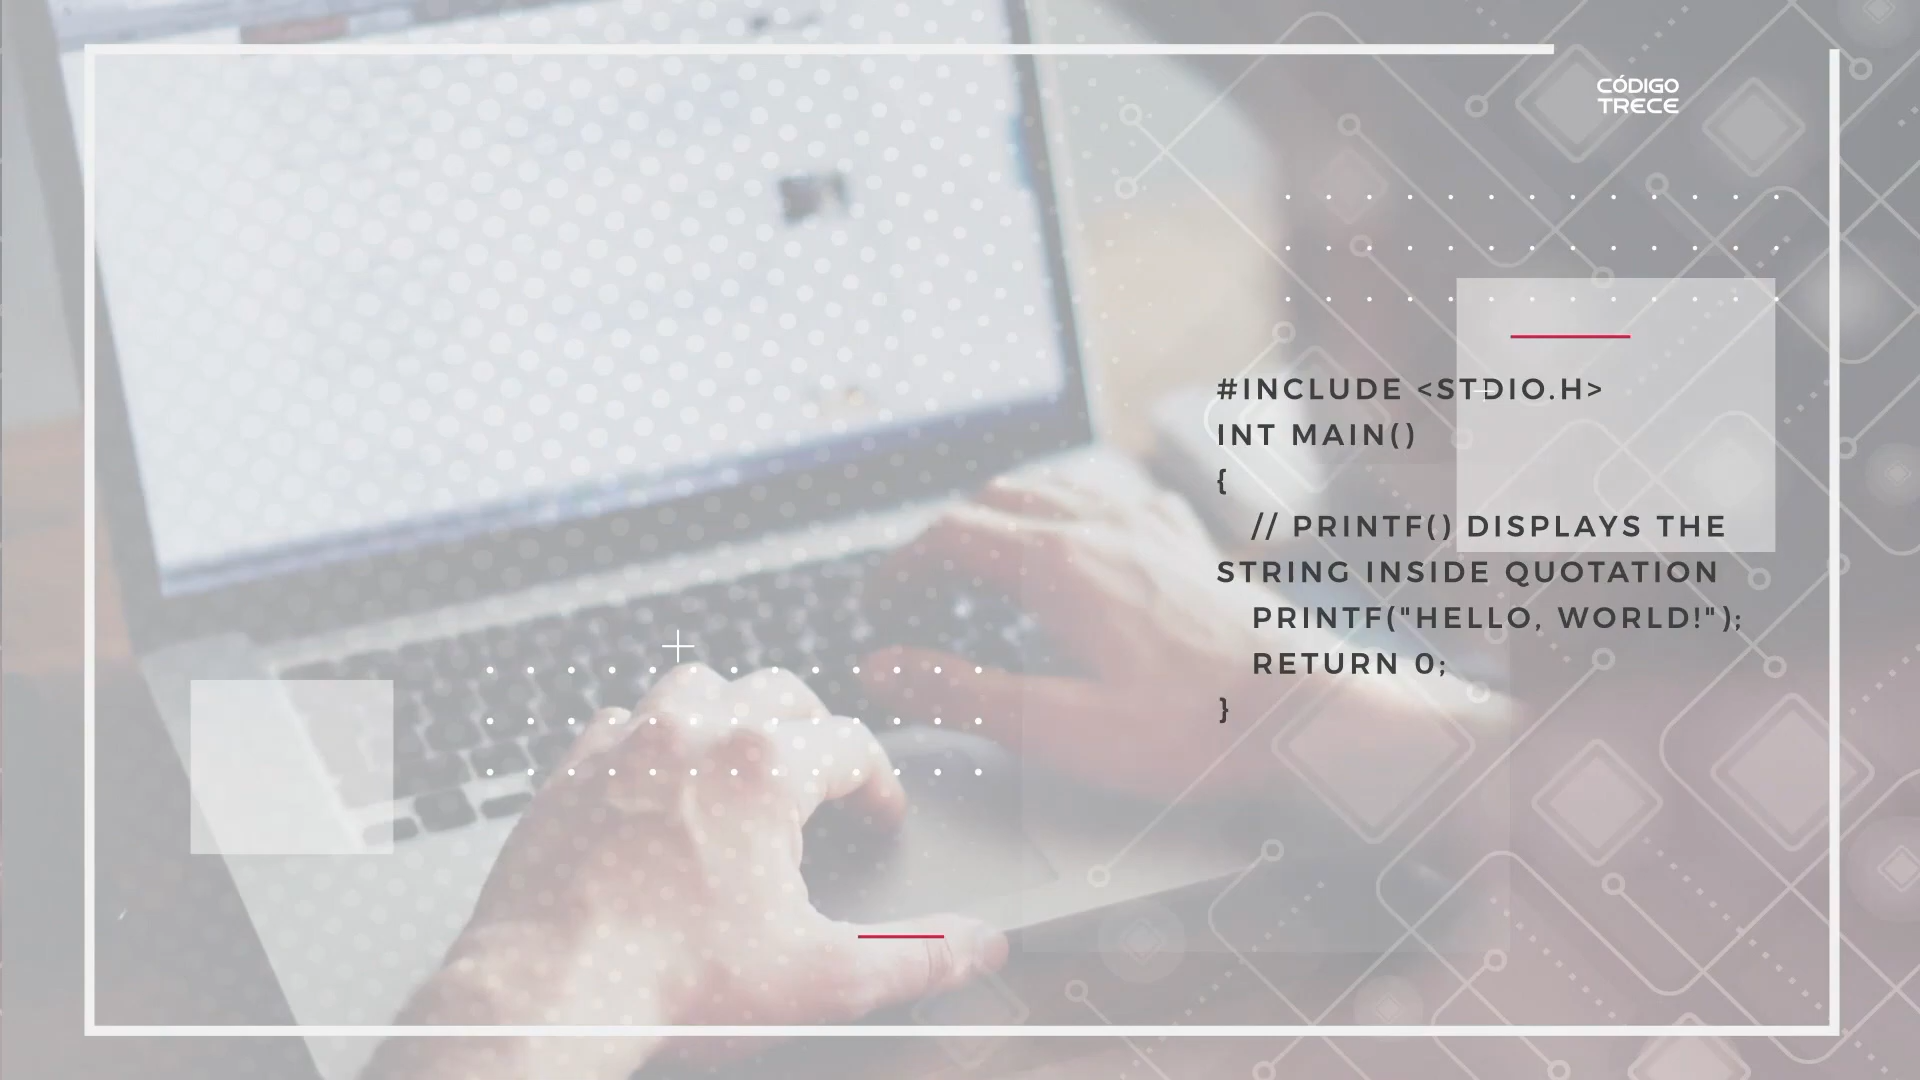 CÓDIGO
TRECE
#INCLUDE <STDIO.H>
INT MAIN()
{
// PRINTF() DISPLAYS THE
STRING INSIDE QUOTATION
PRINTF("HELLO, WORLD!");
RETURN 0;
}